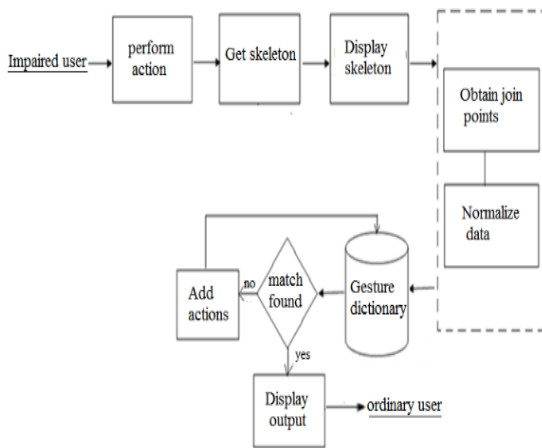 Impaired user
perform
action
Get skeleton
Display
skeleton
Obtain join
points
Normalize
data
Gesture
dictionary
match
found
no
Add
actions
yes
Display
output
ordinary user